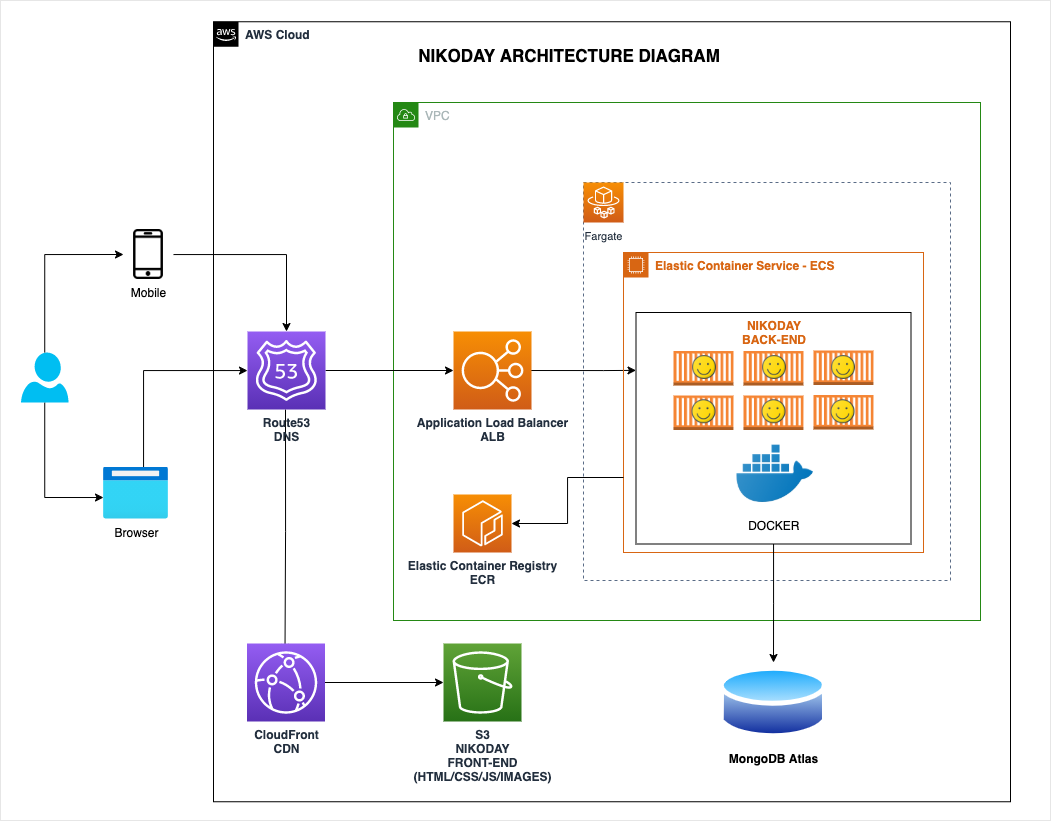 aws
AWS Cloud
NIKODAY ARCHITECTURE DIAGRAM
VPC
Fargate
Elastic Container Service - ECS
NIKODAY
BACK-END
Mobile
53
Route53
DNS
Application Load Balancer
ALB
DOCKER
Browser
Elastic Container Registry
ECR
CloudFront
CDN
S3
NIKODAY
FRONT-END
(HTML/CSS/JS/IMAGES)
MongoDB Atlas